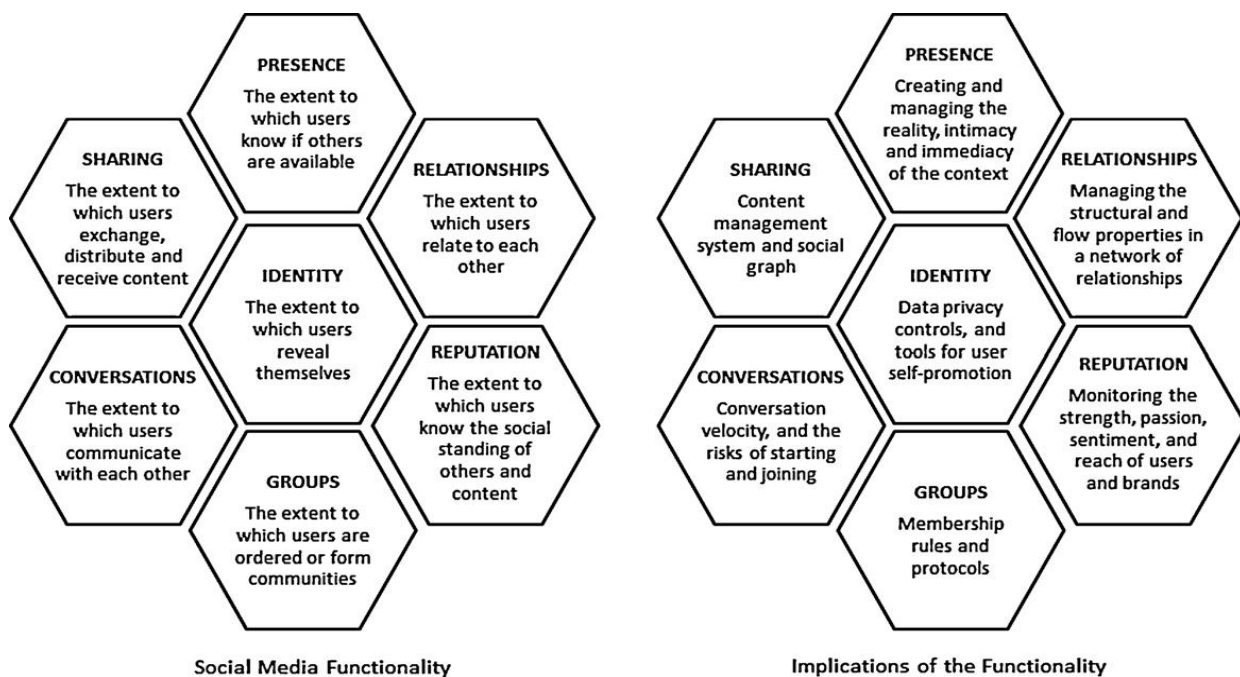 PRESENCE
The extent to
which users
know if others
are available
SHARING
The extent to
which users
exchange,
distribute and
receive content
RELATIONSHIPS
The extent to
which users
relate to each
other
IDENTITY
The extent to
which users
reveal
themselves
CONVERSATIONS
The extent to
which users
communicate
with each other
REPUTATION
The extent to
which users
know the social
standing of
others and
content
GROUPS
The extent to
which users are
ordered or form
communities
Social Media Functionality
PRESENCE
Creating and
managing the
reality, intimacy
and immediacy
of the context
SHARING
Content
management
system and social
graph
RELATIONSHIPS
Managing the
structural and
flow properties in
a network of
relationships
IDENTITY
Data privacy
controls, and
tools for user
self-promotion
CONVERSATIONS
Conversation
velocity, and the
risks of starting
and joining
REPUTATION
Monitoring the
strength, passion,
sentiment, and
reach of users
and brands
GROUPS
Membership
rules and
protocols
Implications of the Functionality